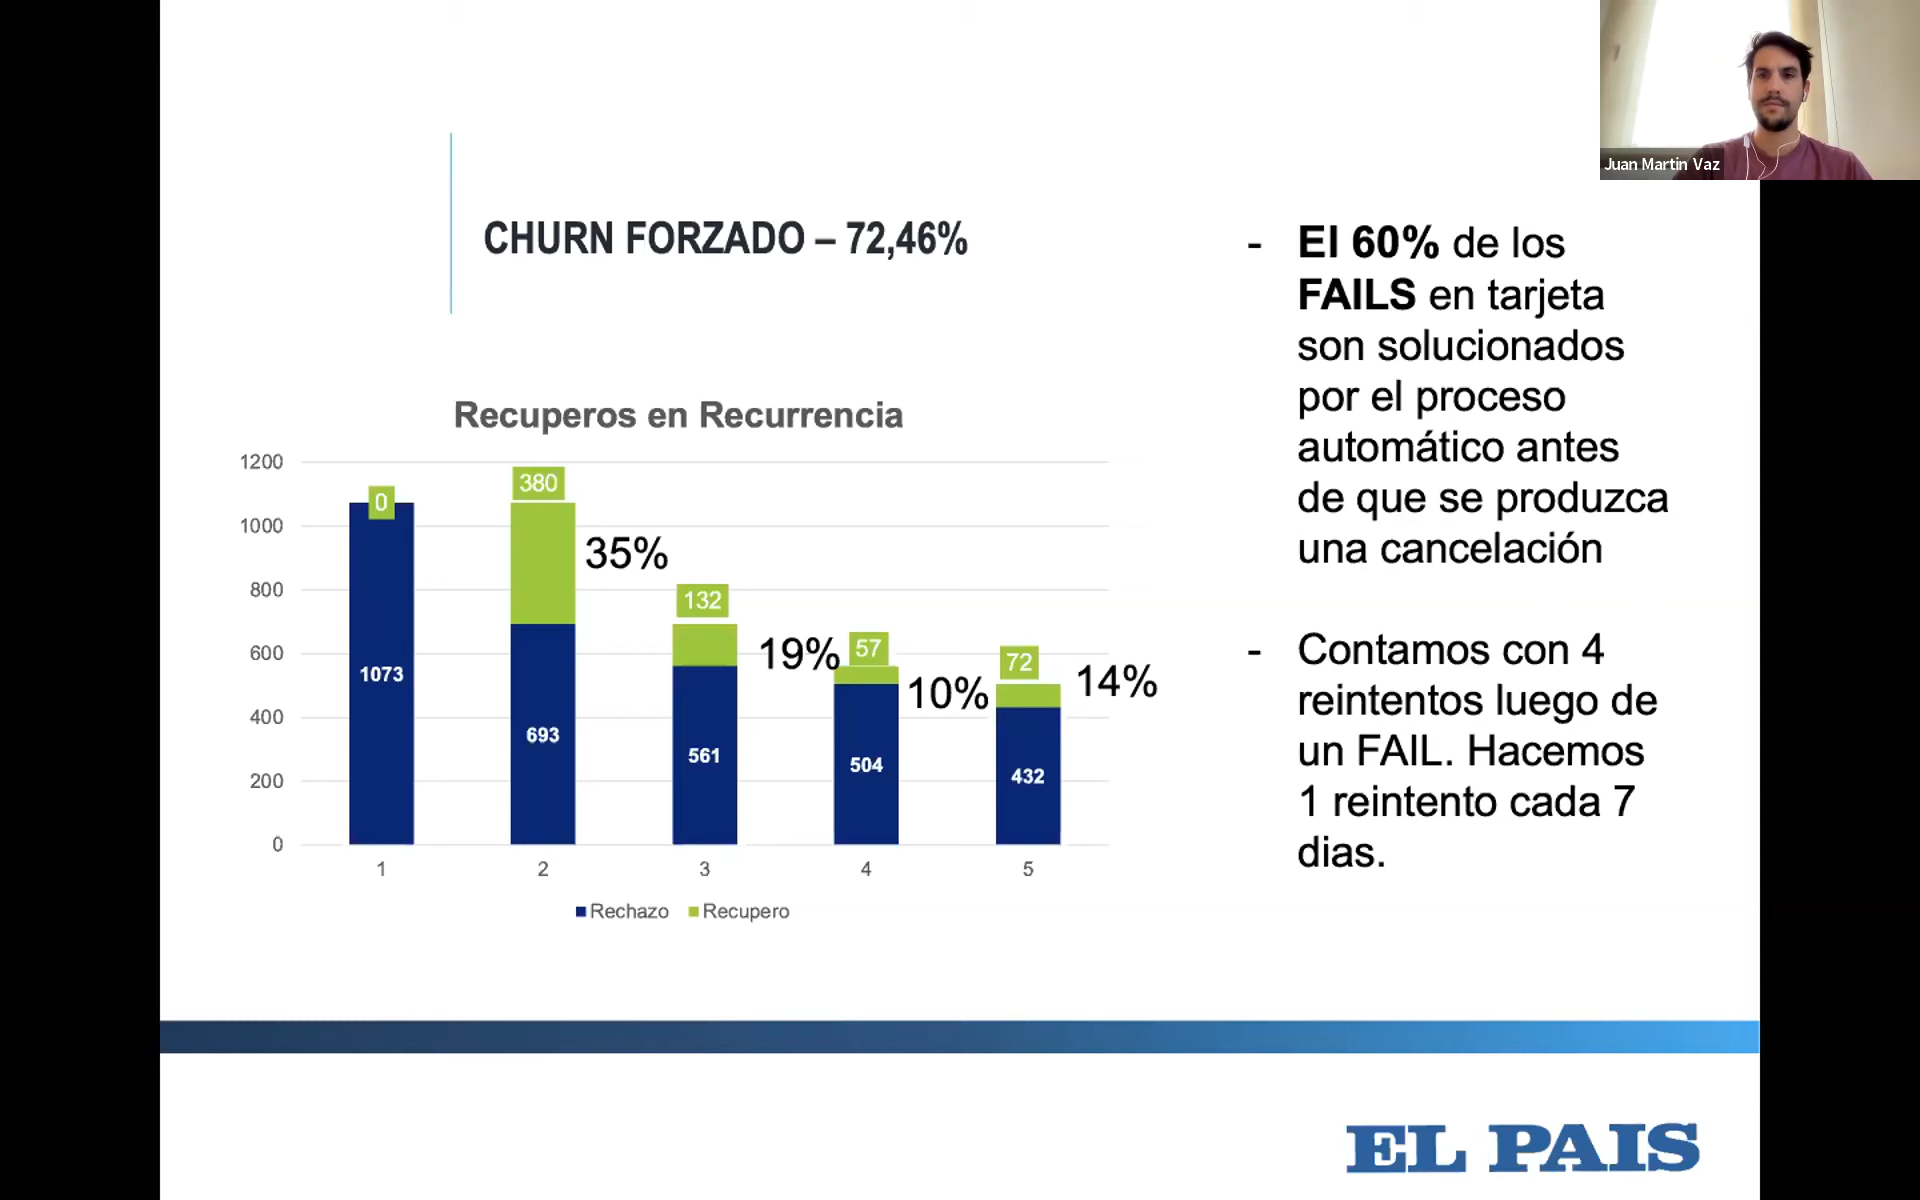 Juan Martin Vaz
CHURN FORZADO – 72,46%
Recuperos en Recurrencia
1200
1000
800
600
400
200
0
0
1073
380
693
35%
132
561
19%
57
504
10%
72
432
14%
1
2
3
4
5
Rechazo
Recupero
- El 60% de los
FAILS en tarjeta
son solucionados
por el proceso
automático antes
de que se produzca
una cancelación
- Contamos con 4
reintentos luego de
un FAIL. Hacemos
1 reintento cada 7
dias.
EL PAIS